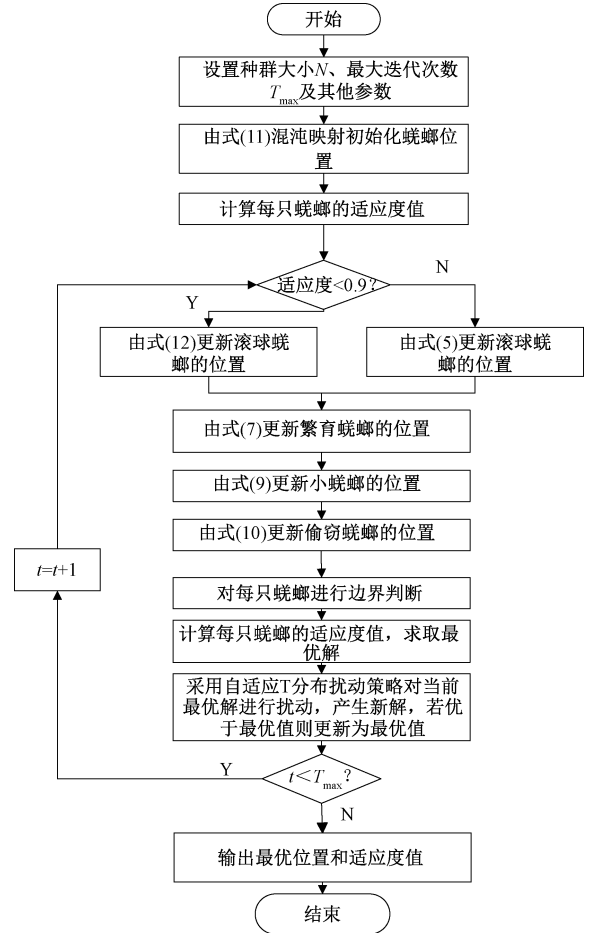 开始
设置种群大小N、最大迭代次数
Tmax及其他参数
由式(11)混沌映射初始化蜣螂位
置
计算每只蜣螂的适应度值
适应度<0.9?
N
Y
由式(12)更新滚球蜣
螂的位置
由式(5)更新滚球蜣
螂的位置
由式(7)更新繁育蜣螂的位置
由式(9)更新小蜣螂的位置
由式(10)更新偷窃蜣螂的位置
t=t+1
对每只蜣螂进行边界判断
计算每只蜣螂的适应度值，求取最
优解
采用自适应T分布扰动策略对当前
最优解进行扰动，产生新解，若优
于最优值则更新为最优值
Y
t＜Tmax?
N
输出最优位置和适应度值
结束